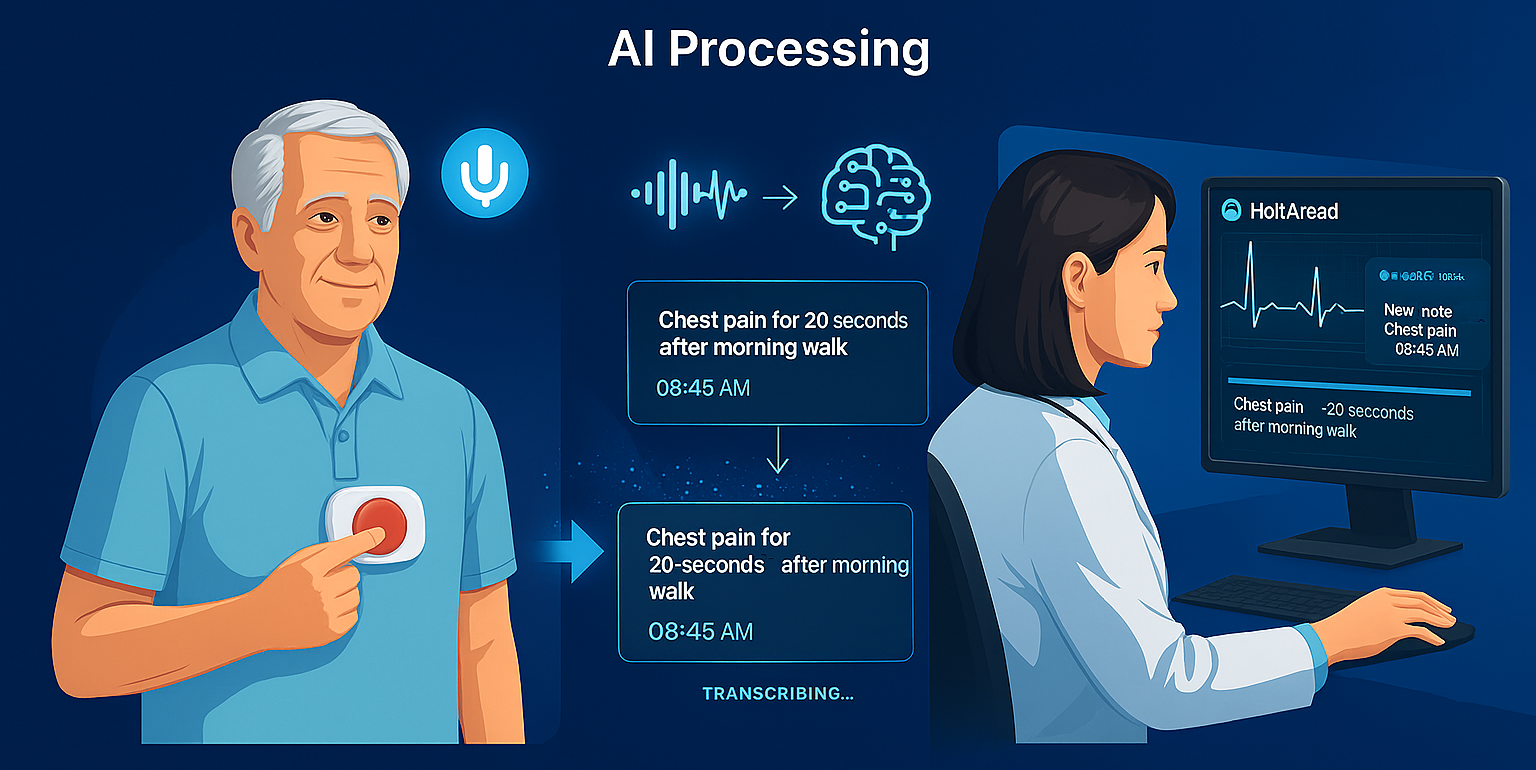 AI Processing
Chest pain for 20 seconds
after morning walk
08:45 AM
Chest pain for
20-seconds after morning
walk
08:45 AM
TRANSCRIBING...
HoltAread
New note
Chest pain
08:45 AM
Chest pain -20 secconds
after morning walk